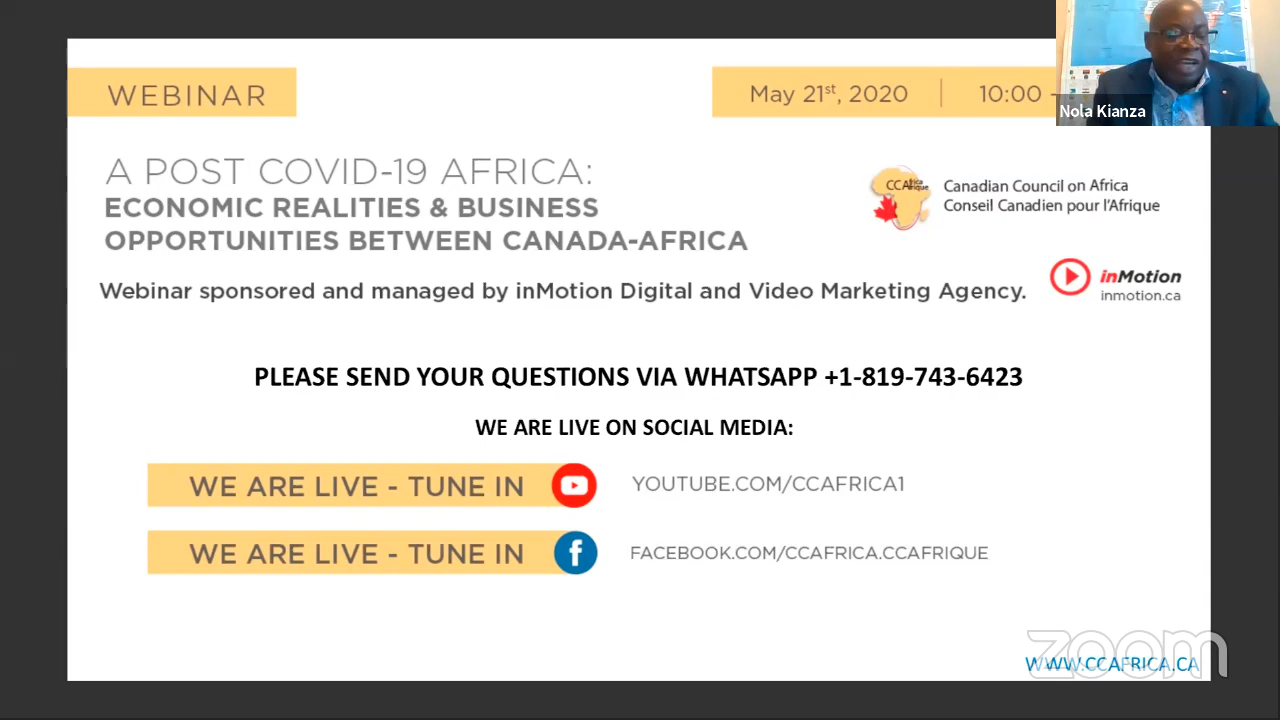 WEBINAR
May 21st, 2020 | 10:00 -
Nola Kianza
A POST COVID-19 AFRICA:
ECONOMIC REALITIES & BUSINESS
OPPORTUNITIES BETWEEN CANADA-AFRICA
CCAfrica
Afrique
Canadian Council on Africa
Conseil Canadien pour l'Afrique
Webinar sponsored and managed by inMotion Digital and Video Marketing Agency.
inMotion
inmotion.ca
PLEASE SEND YOUR QUESTIONS VIA WHATSAPP +1-819-743-6423
WE ARE LIVE ON SOCIAL MEDIA:
WE ARE LIVE - TUNE IN
YOUTUBE.COM/CCAFRICA1
WE ARE LIVE - TUNE IN
FACEBOOK.COM/CCAFRICA.CCAFRIQUE
zoom
WWW.CCAFRICA.CA